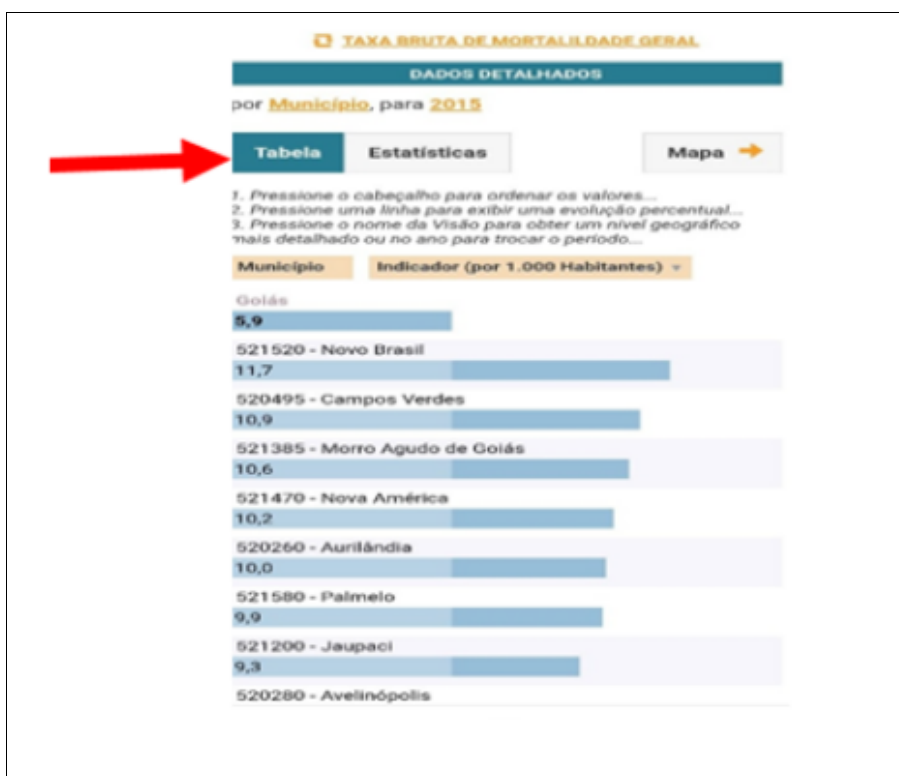 TAXA BRUTA DE MORTALILDADE GERAL
DADOS DETALHADOS
por Município, para 2015
Tabela Estatísticas Mapa
1. Pressione o cabeçalho para ordenar os valores...
2. Pressione uma linha para exibir uma evolução percentual...
3. Pressione o nome da Visão para obter um nível geográfico
mais detalhado ou no ano para trocar o período...
Município Indicador (por 1.000 Habitantes)
Goiás
5,9
521520 - Novo Brasil
11,7
520495 - Campos Verdes
10,9
521385 - Morro Agudo de Goiás
10,6
521470 - Nova América
10,2
520260 - Aurilândia
10,0
521580 - Palmelo
9,9
521200 - Jaupaci
9,3
520280 - Avelinópolis